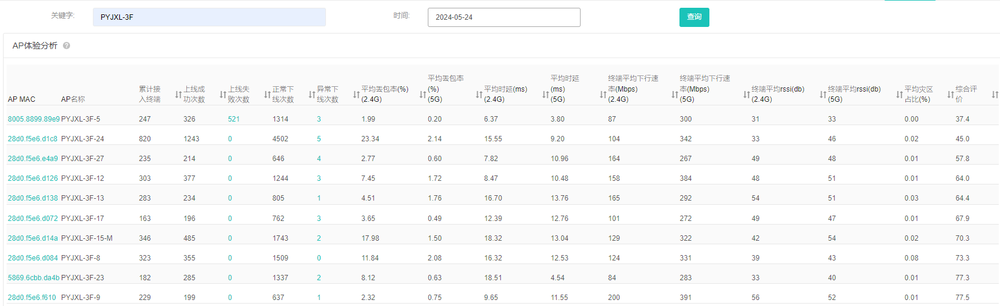 关键字: PYJXL-3F 时间: 2024-05-24 查询
AP体验分析 ?
AP MAC AP名称 累计接入终端 上线成功次数 上线失败次数 正常下线次数 异常下线次数 平均丢包率(%)(2.4G) 平均丢包率(%)(5G) 平均时延(ms)(2.4G) 平均时延(ms)(5G) 终端平均下行速率(Mbps)(2.4G) 终端平均下行速率(Mbps)(5G) 终端平均rssi(db)(2.4G) 终端平均rssi(db)(5G) 平均灾区占比(%) 综合评价
8005.8899.89e9 PYJXL-3F-5 247 326 521 1314 3 1.99 0.20 6.37 3.80 87 300 31 33 0.00 37.4
28d0.f5e6.d1c8 PYJXL-3F-24 820 1243 0 4502 5 23.34 2.14 15.55 9.20 104 342 33 46 0.02 45.0
28d0.f5e6.e4a9 PYJXL-3F-27 235 214 0 646 4 2.77 0.60 7.82 10.96 164 267 49 48 0.01 57.8
28d0.f5e6.d126 PYJXL-3F-12 303 377 0 1244 3 7.45 1.72 8.47 10.48 158 384 48 51 0.01 64.0
28d0.f5e6.d138 PYJXL-3F-13 283 234 0 805 1 4.51 1.76 16.70 13.76 165 292 54 51 0.03 64.4
28d0.f5e6.d072 PYJXL-3F-17 163 196 0 762 3 3.65 0.49 12.39 12.76 101 272 49 47 0.01 67.9
28d0.f5e6.d14a PYJXL-3F-15-M 346 485 0 1743 2 17.98 1.50 18.32 13.04 129 322 42 54 0.02 70.3
28d0.f5e6.d084 PYJXL-3F-8 323 355 0 1509 0 11.84 2.08 16.32 12.53 124 331 39 43 0.08 73.3
5869.6cbb.da4b PYJXL-3F-23 182 285 0 1337 2 8.12 0.63 18.51 4.54 84 283 33 40 0.01 77.3
28d0.f5e6.f610 PYJXL-3F-9 229 199 0 637 1 2.32 0.75 9.65 11.55 200 391 56 52 0.01 77.5